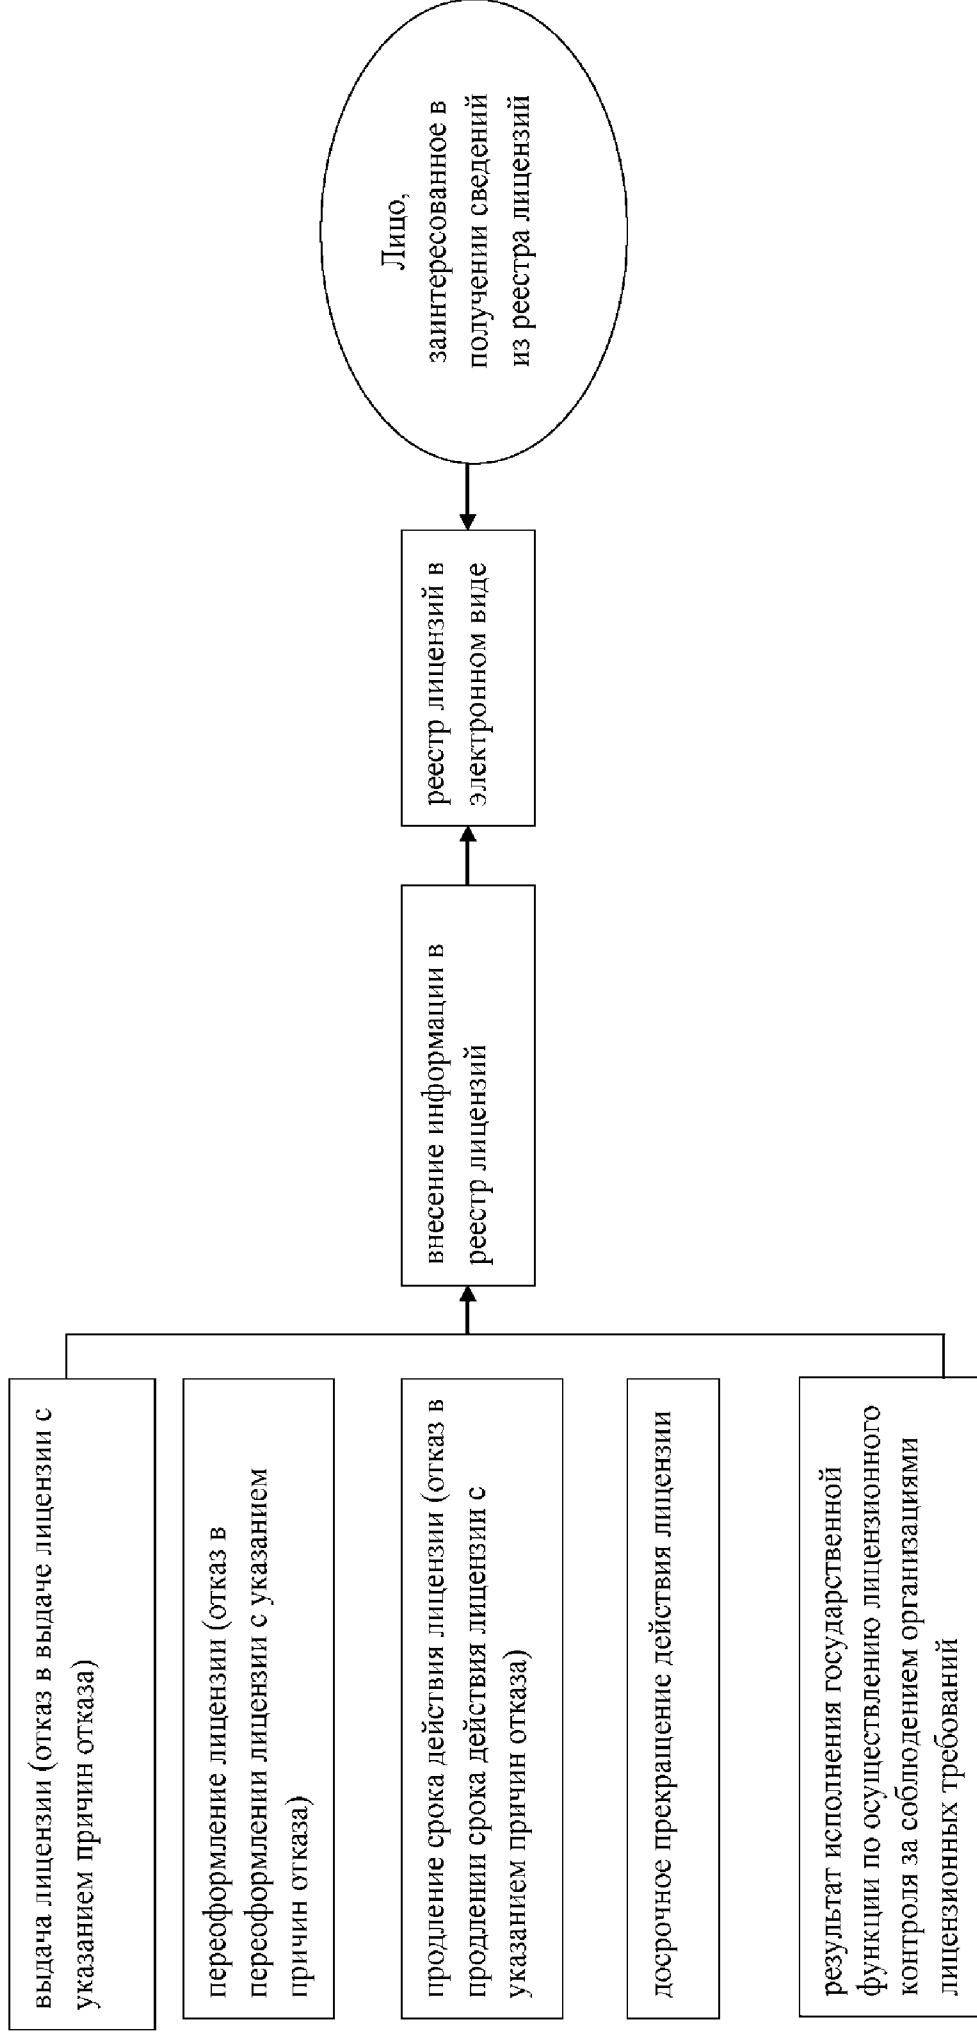 выдача лицензии (отказ в выдаче лицензии с
указанием причин отказа)
переоформление лицензии (отказ в
переоформлении лицензии с указанием
причин отказа)
продление срока действия лицензии (отказ в
продлении срока действия лицензии с
указанием причин отказа)
досрочное прекращение действия лицензии
результат исполнения государственной
функции по осуществлению лицензионного
контроля за соблюдением организациями
лицензионных требований
внесение информации в
реестр лицензий
реестр лицензий в
электронном виде
Лицо,
заинтересованное в
получении сведений
из реестра лицензий